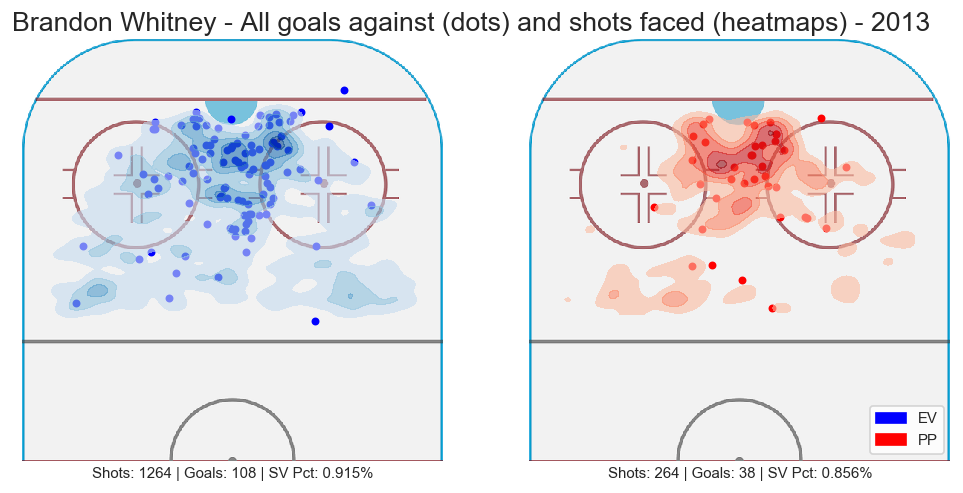 Brandon Whitney - All goals against (dots) and shots faced (heatmaps) - 2013
EV
PP
Shots: 1264 | Goals: 108 | SV Pct: 0.915%
Shots: 264 | Goals: 38 | SV Pct: 0.856%